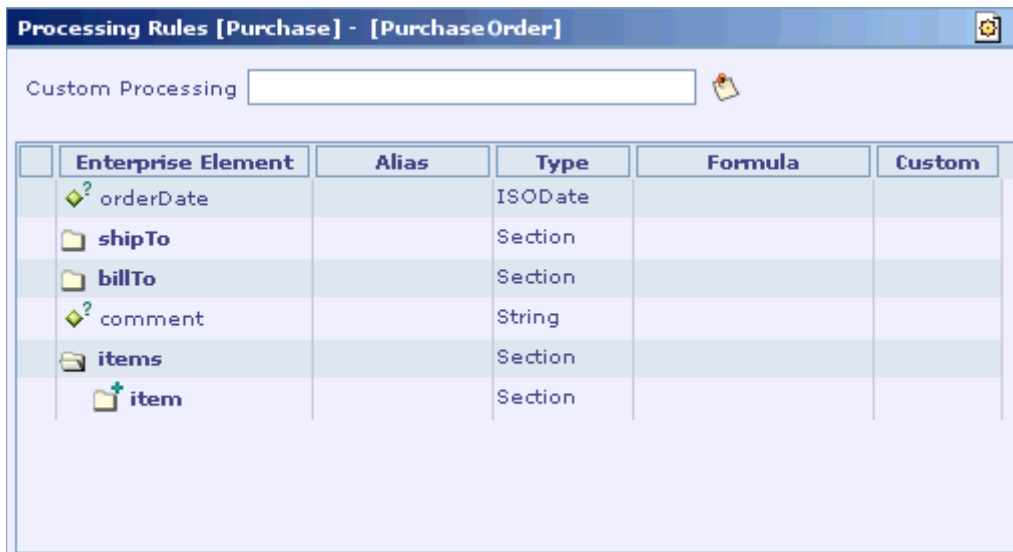 Processing Rules [Purchase] - [PurchaseOrder]
Custom Processing
Enterprise Element Alias Type Formula Custom
? orderDate ISODate
shipTo Section
billTo Section
? comment String
items Section
item Section